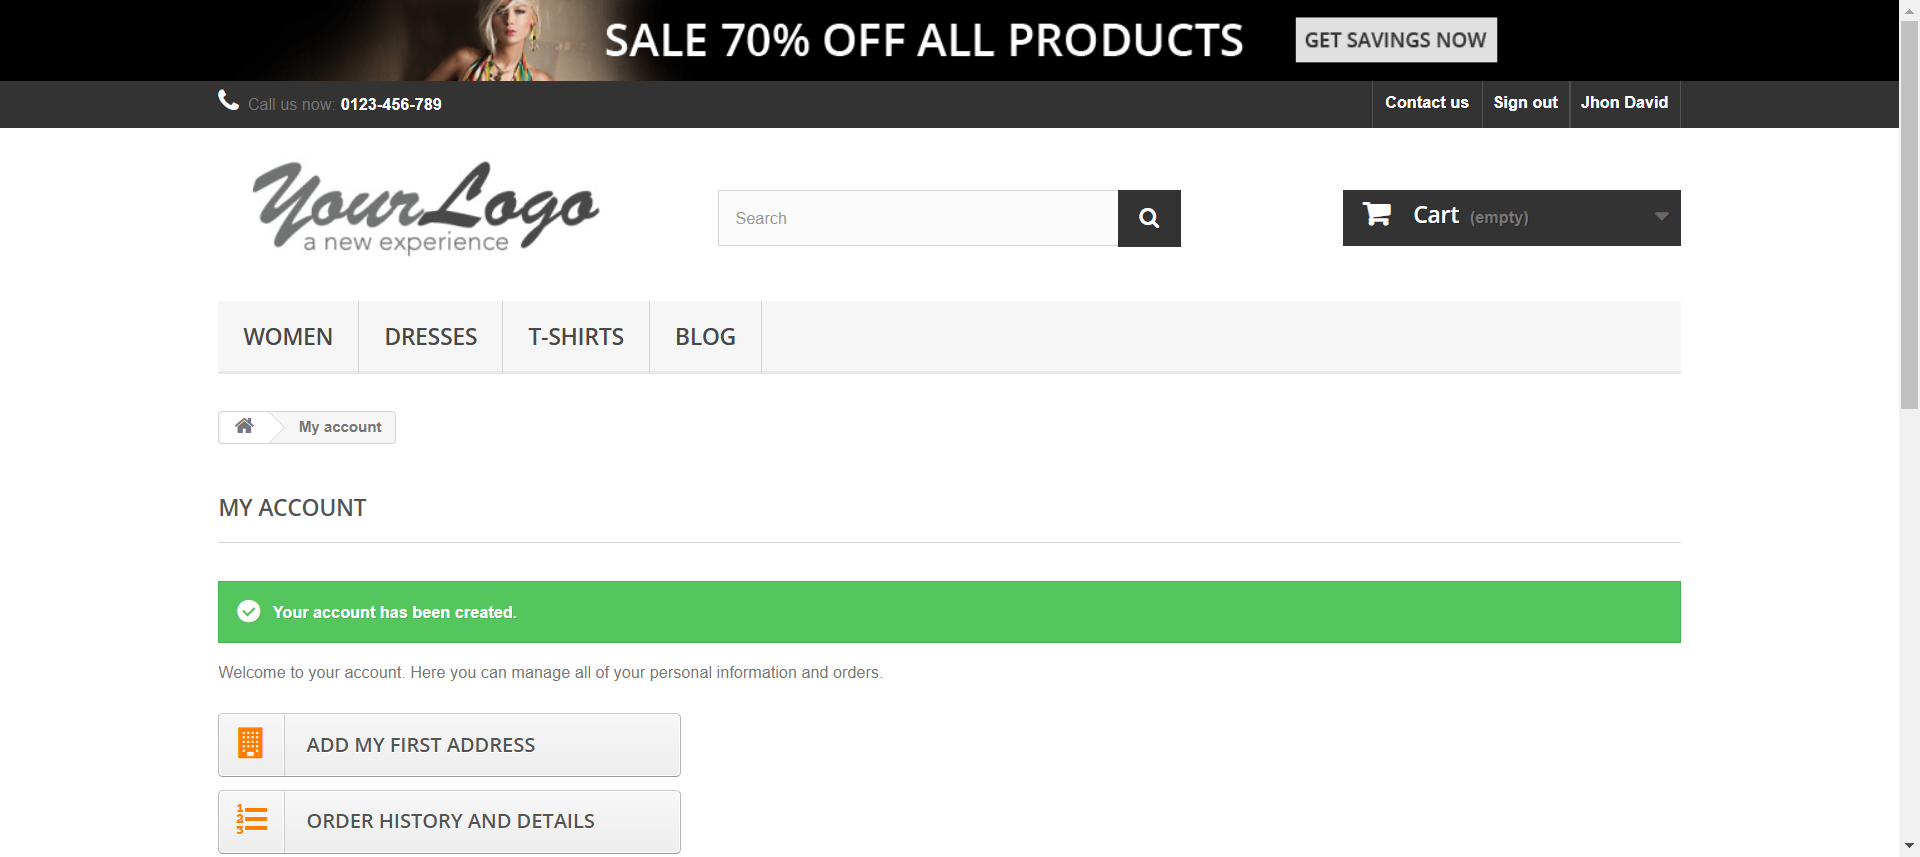 SALE 70% OFF ALL PRODUCTS GET SAVINGS NOW
Call us now: 0123-456-789 Contact us Sign out Jhon David
YourLogo
a new experience
Search
Cart (empty)
WOMEN DRESSES T-SHIRTS BLOG
My account
MY ACCOUNT
Your account has been created.
Welcome to your account. Here you can manage all of your personal information and orders.
ADD MY FIRST ADDRESS
1
2
3
ORDER HISTORY AND DETAILS